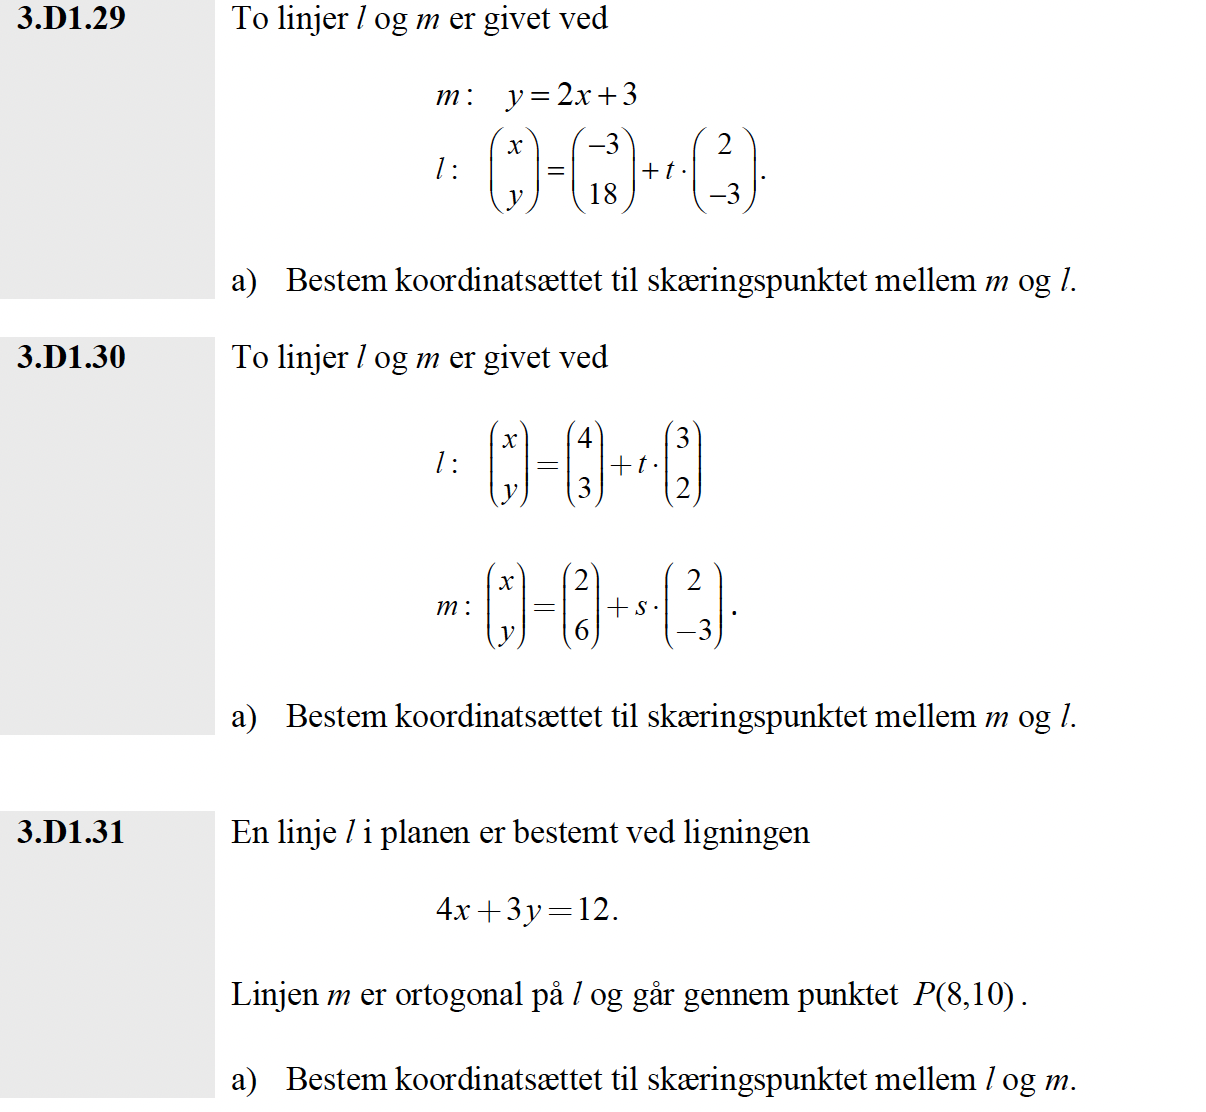 3.D1.29 To linjer l og m er givet ved
m: y = 2x + 3
l: (x y) = (−3 18) + t · (2 −3).
a) Bestem koordinatsættet til skæringspunktet mellem m og l.
3.D1.30 To linjer l og m er givet ved
l: (x y) = (4 3) + t · (3 2)
m: (x y) = (2 6) + s · (2 −3).
a) Bestem koordinatsættet til skæringspunktet mellem m og l.
3.D1.31 En linje l i planen er bestemt ved ligningen
4x + 3y = 12.
Linjen m er ortogonal på l og går gennem punktet P(8,10).
a) Bestem koordinatsættet til skæringspunktet mellem l og m.